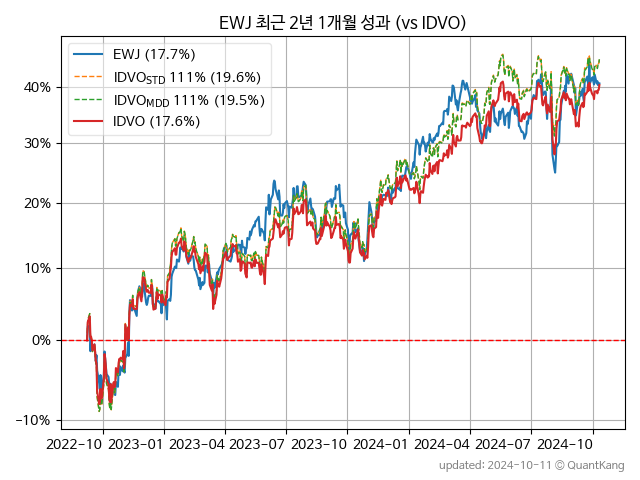 EWJ 최근 2년 1개월 성과 (vs IDVO)
EWJ (17.7%)
IDVO_STD 111% (19.6%)
IDVO_MDD 111% (19.5%)
IDVO (17.6%)
40%
30%
20%
10%
0%
−10%
2022-10 2023-01 2023-04 2023-07 2023-10 2024-01 2024-04 2024-07 2024-10
updated: 2024-10-11 © QuantKang